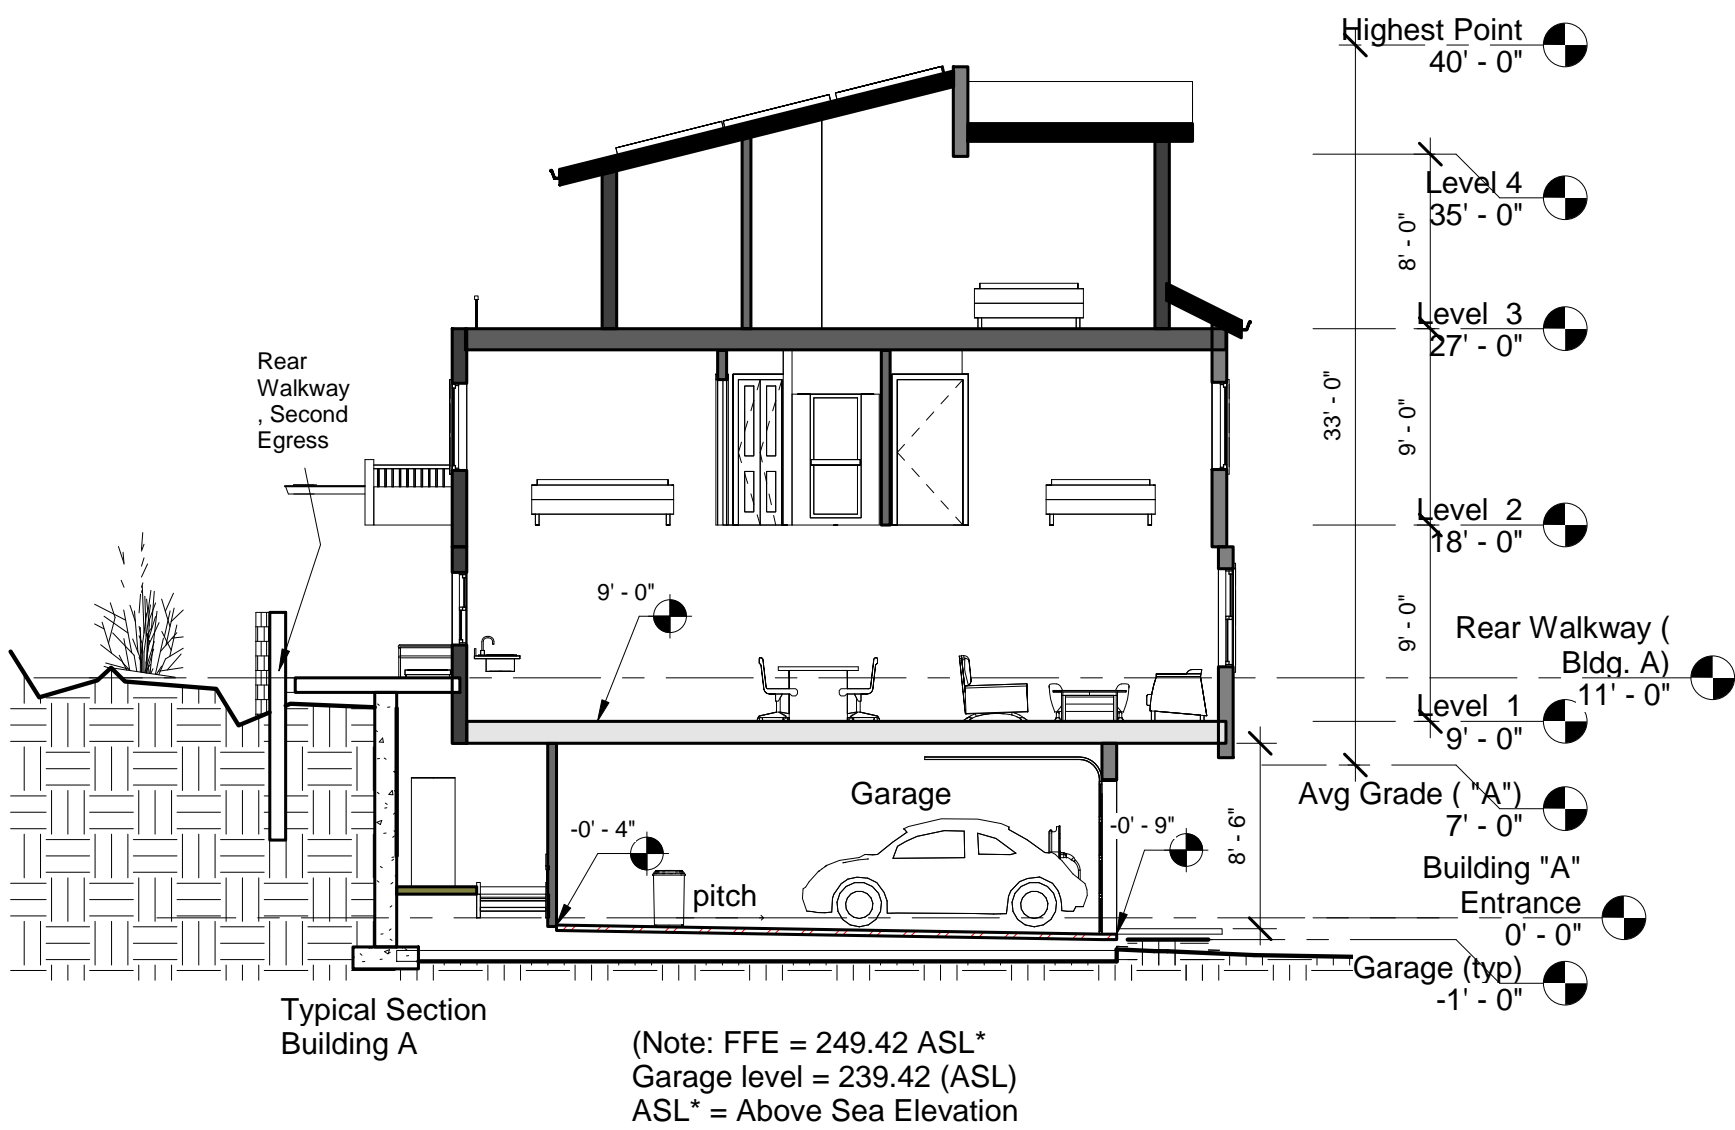 Highest Point
40' - 0"
Level 4
35' - 0"
8' - 0"
Level 3
27' - 0"
33' - 0"
9' - 0"
Rear
Walkway
, Second
Egress
Level 2
18' - 0"
9' - 0"
9' - 0"
Rear Walkway (
Bldg. A)
11' - 0"
Level 1
9' - 0"
Garage
Avg Grade ( "A")
7' - 0"
-0' - 4"
-0' - 9"
8' - 6"
pitch
Building "A"
Entrance
0' - 0"
Garage (typ)
-1' - 0"
Typical Section
Building A
(Note: FFE = 249.42 ASL*
Garage level = 239.42 (ASL)
ASL* = Above Sea Elevation